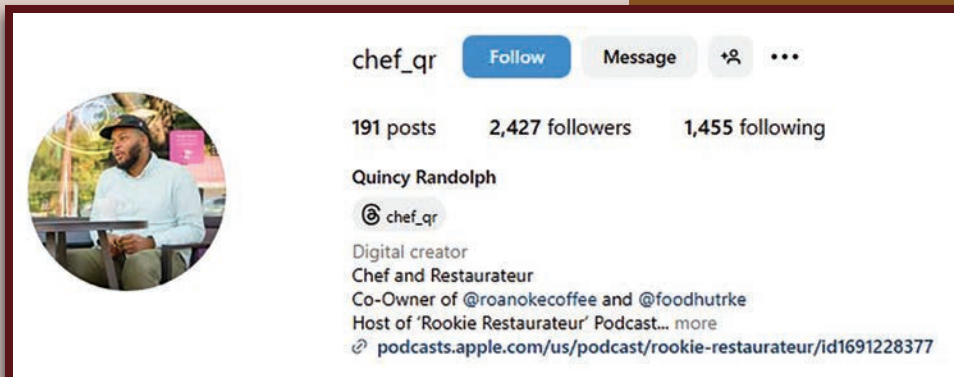 chef_qr Follow Message
191 posts 2,427 followers 1,455 following
Quincy Randolph
chef_qr
Digital creator
Chef and Restaurateur
Co-Owner of @roanokecoffee and @foodhutrke
Host of ‘Rookie Restaurateur’ Podcast... more
podcasts.apple.com/us/podcast/rookie-restaurateur/id1691228377